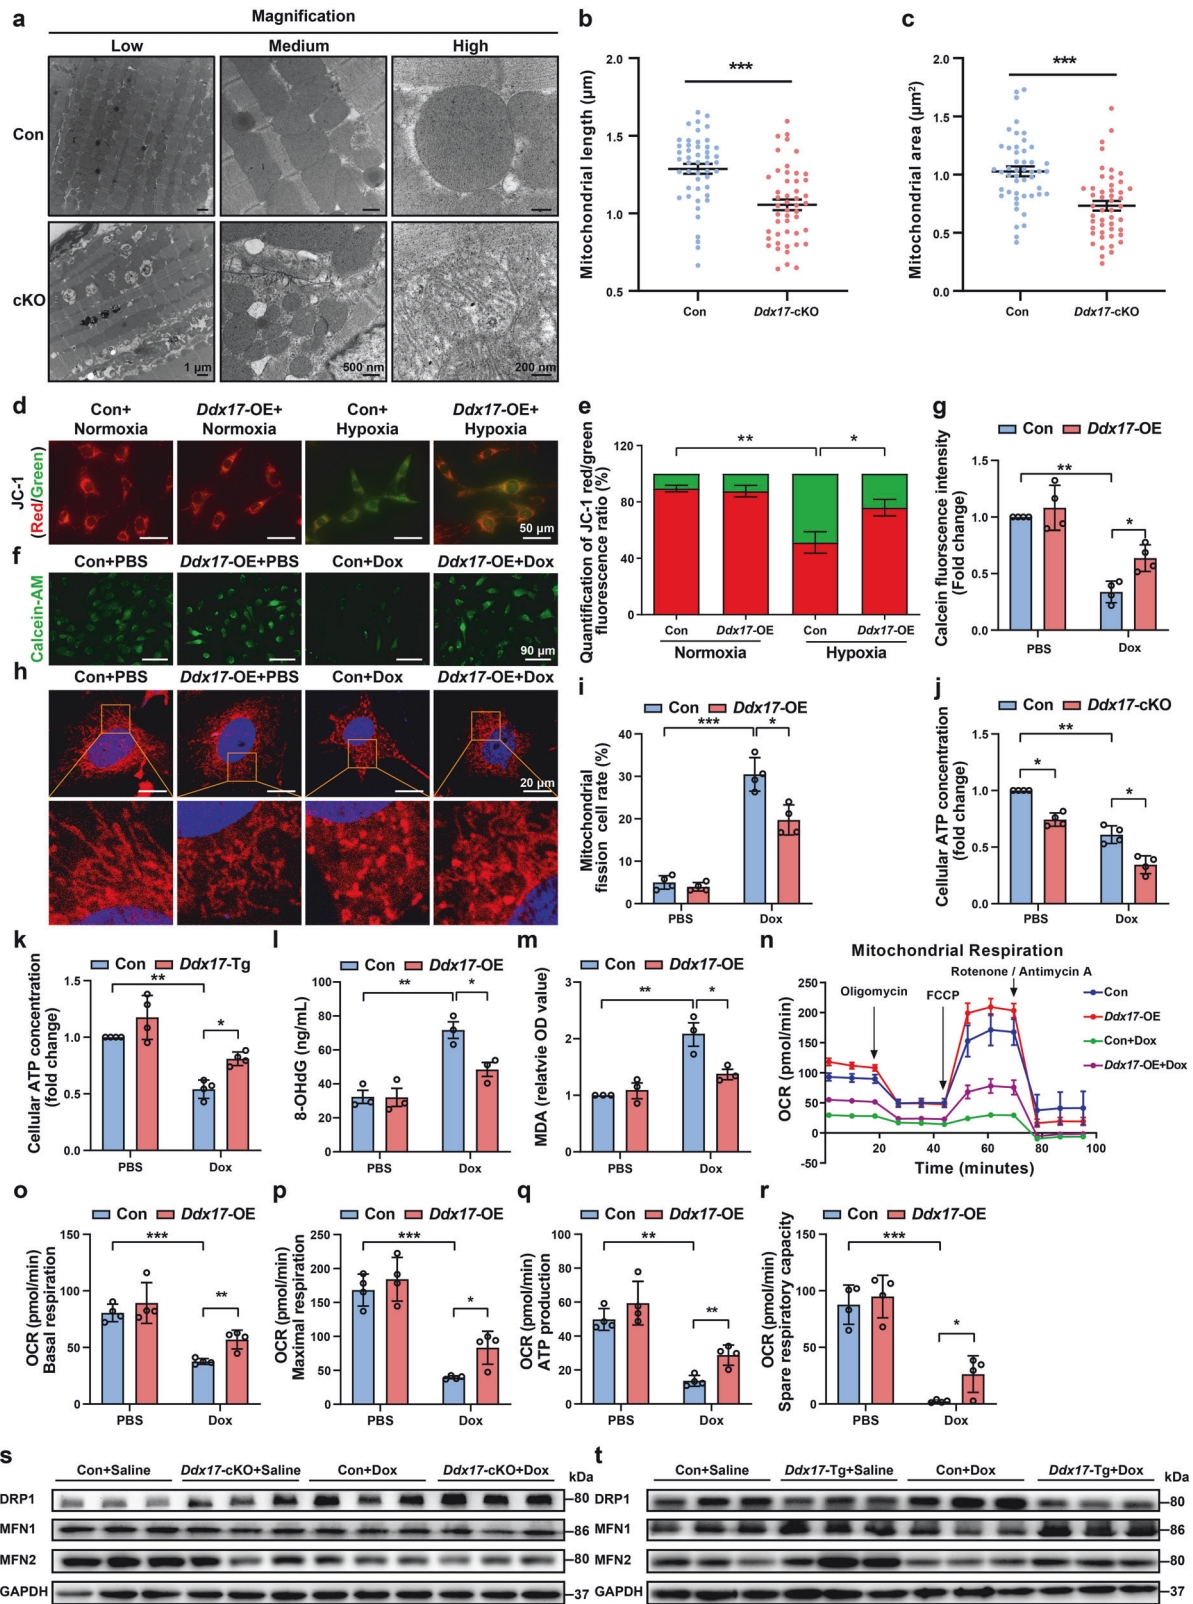 a
Magnification
Low Medium High
Con
cKO
1 µm 500 nm 200 nm
b
Mitochondrial length (µm)
2.0
1.5
1.0
0.5
***
Con Ddx17-cKO
c
Mitochondrial area (µm²)
2.0
1.5
1.0
0.5
0.0
***
Con Ddx17-cKO
d
Con+ Ddx17-OE+ Con+ Ddx17-OE+
Normoxia Normoxia Hypoxia Hypoxia
JC-1
(Red/Green)
50 µm
e
Quantification of JC-1 red/green
fluorescence ratio (%)
120
80
40
0
** *
Con Ddx17-OE Con Ddx17-OE
Normoxia Hypoxia
f
Con+PBS Ddx17-OE+PBS Con+Dox Ddx17-OE+Dox
Calcein-AM
90 µm
g
Con Ddx17-OE
Calcein fluorescence intensity
(Fold change)
1.5
1.0
0.5
0.0
**
*
PBS Dox
h
Con+PBS Ddx17-OE+PBS Con+Dox Ddx17-OE+Dox
20 µm
i
Con Ddx17-OE
Mitochondrial
fission cell rate (%)
40
30
20
10
0
*** *
PBS Dox
j
Con Ddx17-cKO
Cellular ATP concentration
(fold change)
1.5
1.0
0.5
0.0
**
* *
PBS Dox
k
Con Ddx17-Tg
Cellular ATP concentration
(fold change)
1.5
1.0
0.5
0.0
**
*
PBS Dox
l
Con Ddx17-OE
8-OHdG (ng/mL)
100
80
60
40
20
0
** *
PBS Dox
m
Con Ddx17-OE
MDA (relatvie OD value)
3
2
1
0
** *
PBS Dox
n
Mitochondrial Respiration
Rotenone / Antimycin A
Oligomycin FCCP
OCR (pmol/min)
250
200
150
100
50
0
-50
20 40 60 80 100
Time (minutes)
Con
Ddx17-OE
Con+Dox
Ddx17-OE+Dox
o
Con Ddx17-OE
OCR (pmol/min)
Basal respiration
150
100
50
0
***
**
PBS Dox
p
Con Ddx17-OE
OCR (pmol/min)
Maximal respiration
250
200
150
100
50
0
***
*
PBS Dox
q
Con Ddx17-OE
OCR (pmol/min)
ATP production
100
80
60
40
20
0
**
**
PBS Dox
r
Con Ddx17-OE
OCR (pmol/min)
Spare respiratory capacity
150
100
50
0
***
*
PBS Dox
s
Con+Saline Ddx17-cKO+Saline Con+Dox Ddx17-cKO+Dox
kDa
DRP1 80
MFN1 86
MFN2 80
GAPDH 37
t
Con+Saline Ddx17-Tg+Saline Con+Dox Ddx17-Tg+Dox
kDa
DRP1 80
MFN1 86
MFN2 80
GAPDH 37